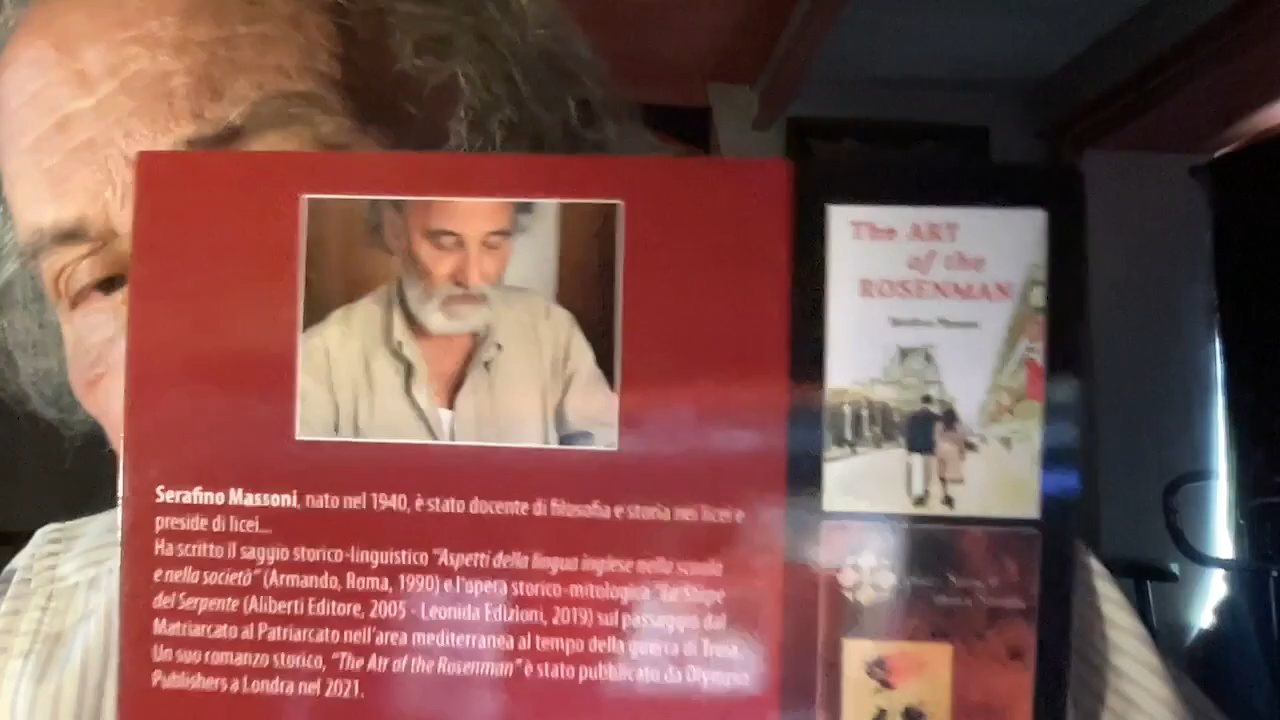 Serafino Massoni, nato nel 1940, è stato docente di filosofia e storia nei licei e
preside di licei...
Ha scritto il saggio storico-linguistico "Aspetti della lingua inglese nella scuola
e nella società" (Armando, Roma, 1990) e l'opera storico-mitologica
del Serpente (Aliberti Editore, 2005 - Leonida Edizioni, 2019) sul passaggio dal
Matriarcato al Patriarcato nell'area mediterranea al tempo della guerra di Troia.
Un suo romanzo storico, "The Atr of the Rosenman" è stato pubblicato da Olympia
Publishers a Londra nel 2021.
The ART
of the
ROSENMAN